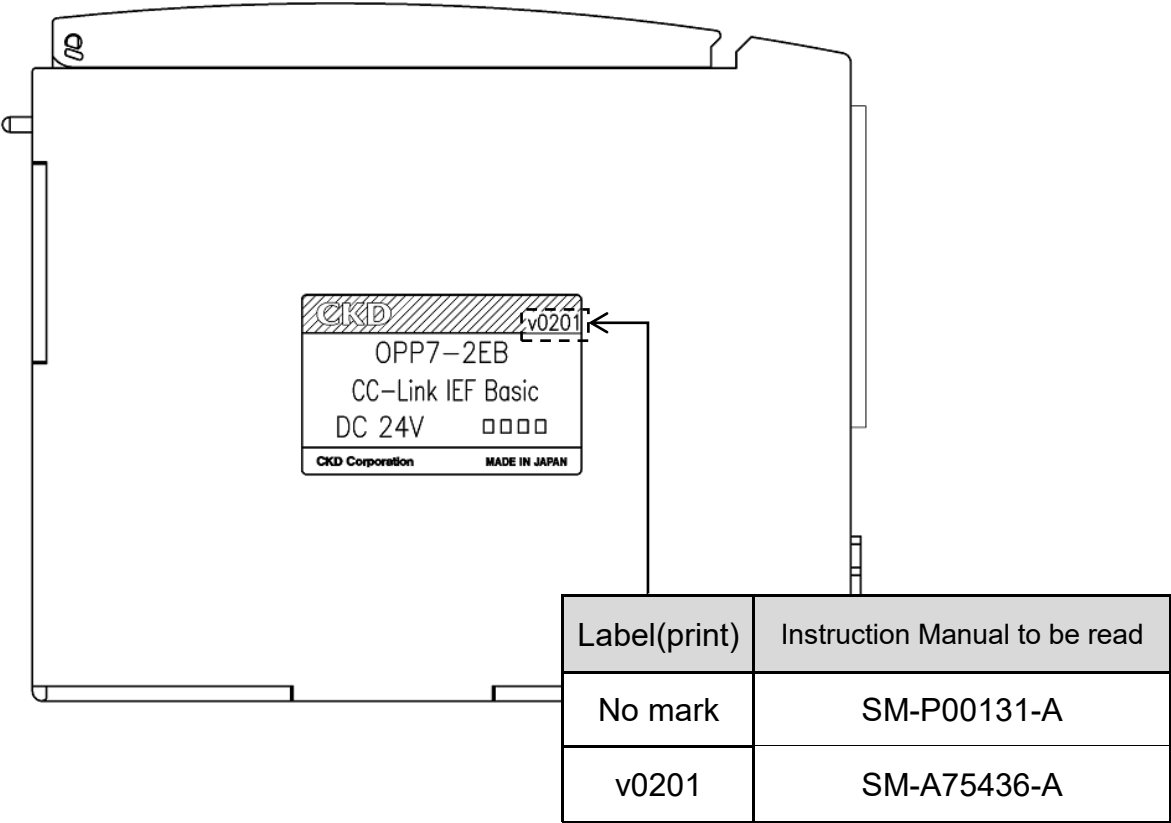 CKD
v0201
OPP7-2EB
CC-Link IEF Basic
DC 24V □□□□
CKD Corporation MADE IN JAPAN
Label(print) Instruction Manual to be read
No mark SM-P00131-A
v0201 SM-A75436-A